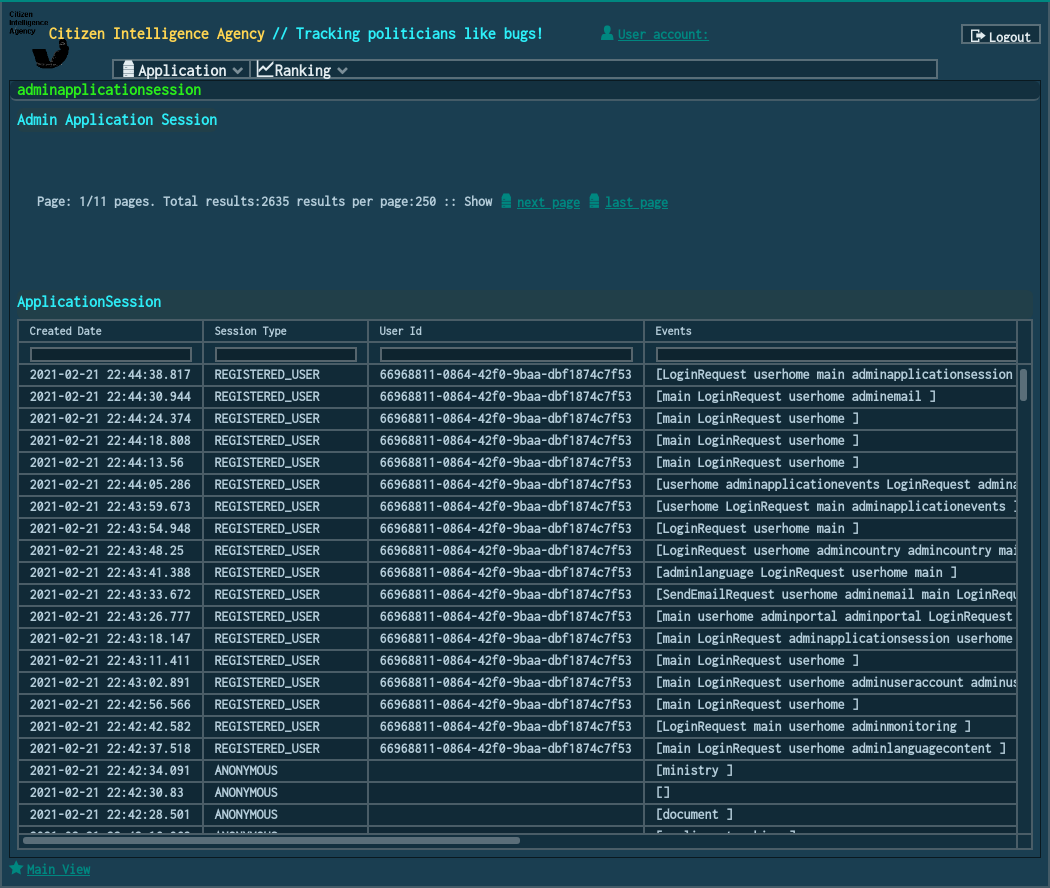 Citizen
Intelligence
Agency
Citizen Intelligence Agency // Tracking politicians like bugs!
User account:
Logout
Application
Ranking
adminapplicationsession
Admin Application Session
Page: 1/11 pages. Total results:2635 results per page:250 :: Show next page last page
ApplicationSession
Created Date Session Type User Id Events
2021-02-21 22:44:38.817 REGISTERED_USER 66968811-0864-42f0-9baa-dbf1874c7f53 [LoginRequest userhome main adminapplicationsession
2021-02-21 22:44:30.944 REGISTERED_USER 66968811-0864-42f0-9baa-dbf1874c7f53 [main LoginRequest userhome adminemail ]
2021-02-21 22:44:24.374 REGISTERED_USER 66968811-0864-42f0-9baa-dbf1874c7f53 [main LoginRequest userhome ]
2021-02-21 22:44:18.808 REGISTERED_USER 66968811-0864-42f0-9baa-dbf1874c7f53 [main LoginRequest userhome ]
2021-02-21 22:44:13.56 REGISTERED_USER 66968811-0864-42f0-9baa-dbf1874c7f53 [main LoginRequest userhome ]
2021-02-21 22:44:05.286 REGISTERED_USER 66968811-0864-42f0-9baa-dbf1874c7f53 [userhome adminapplicationevents LoginRequest admina
2021-02-21 22:43:59.673 REGISTERED_USER 66968811-0864-42f0-9baa-dbf1874c7f53 [userhome LoginRequest main adminapplicationevents ]
2021-02-21 22:43:54.948 REGISTERED_USER 66968811-0864-42f0-9baa-dbf1874c7f53 [LoginRequest userhome main ]
2021-02-21 22:43:48.25 REGISTERED_USER 66968811-0864-42f0-9baa-dbf1874c7f53 [LoginRequest userhome admincountry admincountry mai
2021-02-21 22:43:41.388 REGISTERED_USER 66968811-0864-42f0-9baa-dbf1874c7f53 [adminlanguage LoginRequest userhome main ]
2021-02-21 22:43:33.672 REGISTERED_USER 66968811-0864-42f0-9baa-dbf1874c7f53 [SendEmailRequest userhome adminemail main LoginRequ
2021-02-21 22:43:26.777 REGISTERED_USER 66968811-0864-42f0-9baa-dbf1874c7f53 [main userhome adminportal adminportal LoginRequest
2021-02-21 22:43:18.147 REGISTERED_USER 66968811-0864-42f0-9baa-dbf1874c7f53 [main LoginRequest adminapplicationsession userhome
2021-02-21 22:43:11.411 REGISTERED_USER 66968811-0864-42f0-9baa-dbf1874c7f53 [main LoginRequest userhome ]
2021-02-21 22:43:02.891 REGISTERED_USER 66968811-0864-42f0-9baa-dbf1874c7f53 [main LoginRequest userhome adminuseraccount adminus
2021-02-21 22:42:56.566 REGISTERED_USER 66968811-0864-42f0-9baa-dbf1874c7f53 [main LoginRequest userhome ]
2021-02-21 22:42:42.582 REGISTERED_USER 66968811-0864-42f0-9baa-dbf1874c7f53 [LoginRequest main userhome adminmonitoring ]
2021-02-21 22:42:37.518 REGISTERED_USER 66968811-0864-42f0-9baa-dbf1874c7f53 [main LoginRequest userhome adminlanguagecontent ]
2021-02-21 22:42:34.091 ANONYMOUS [ministry ]
2021-02-21 22:42:30.83 ANONYMOUS []
2021-02-21 22:42:28.501 ANONYMOUS [document ]
Main View